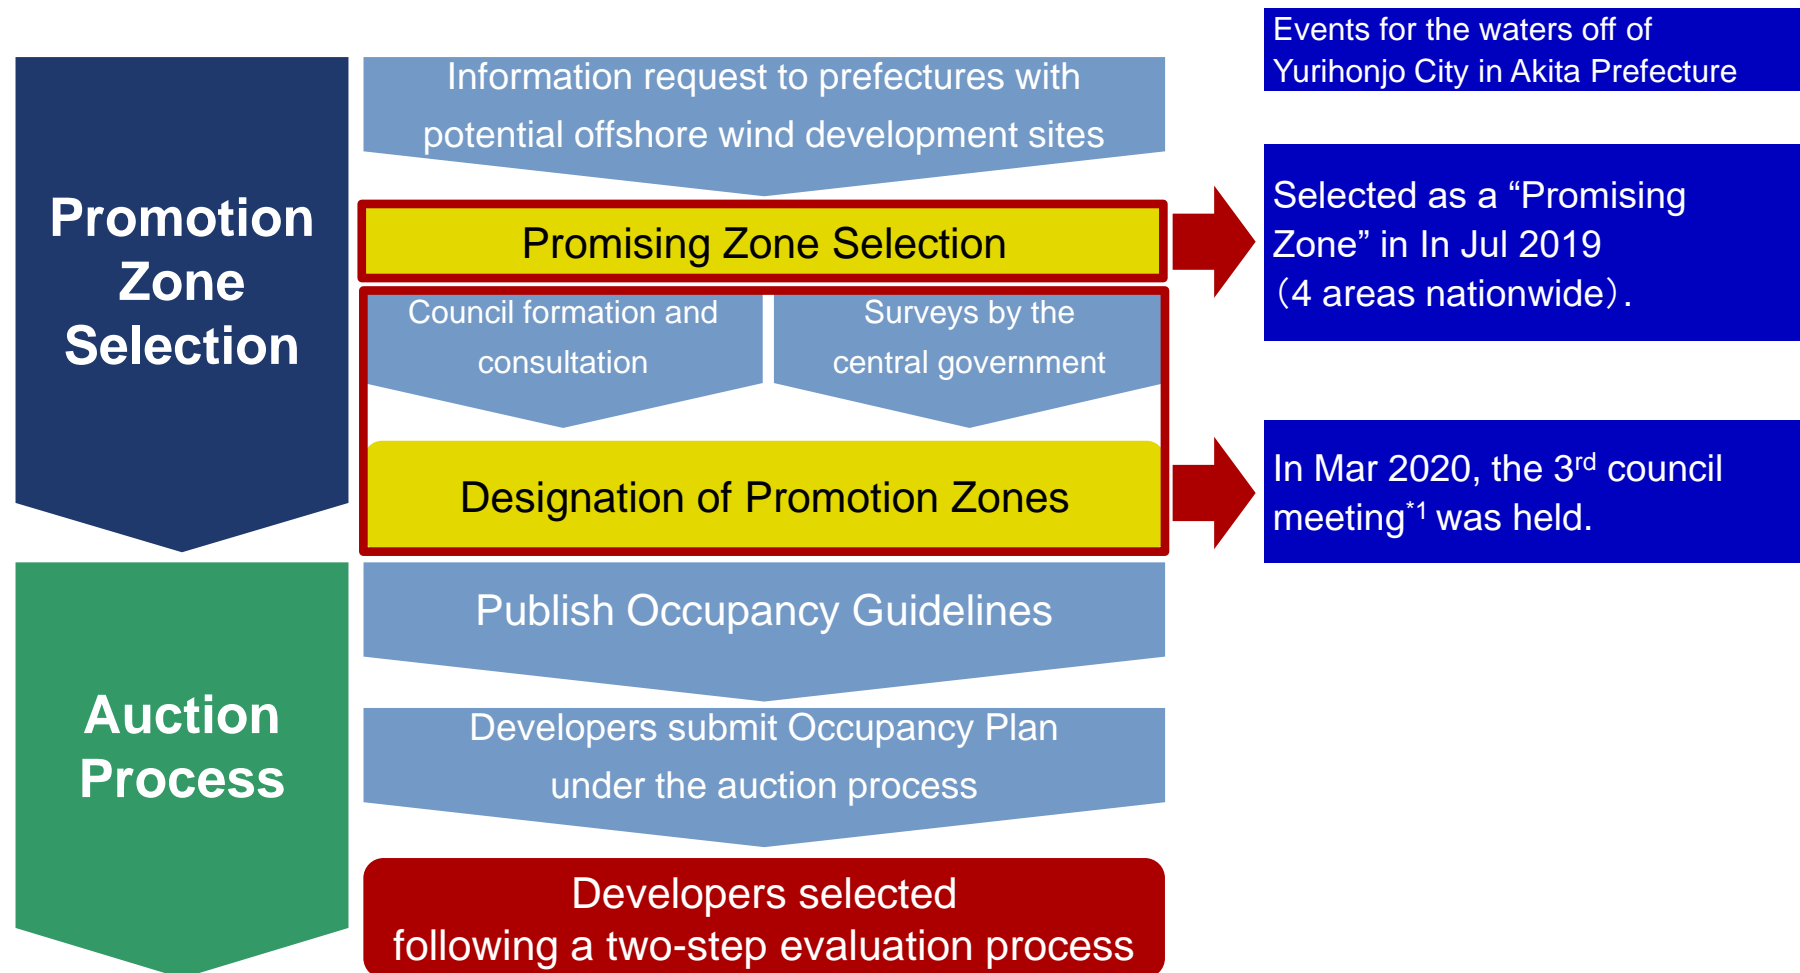 Events for the waters off of
Yurihonjo City in Akita Prefecture
Promotion
Zone
Selection
Information request to prefectures with
potential offshore wind development sites
Promising Zone Selection
Selected as a “Promising
Zone” in In Jul 2019
（4 areas nationwide）.
Council formation and
consultation
Surveys by the
central government
Designation of Promotion Zones
In Mar 2020, the 3rd council
meeting*1 was held.
Auction
Process
Publish Occupancy Guidelines
Developers submit Occupancy Plan
under the auction process
Developers selected
following a two-step evaluation process